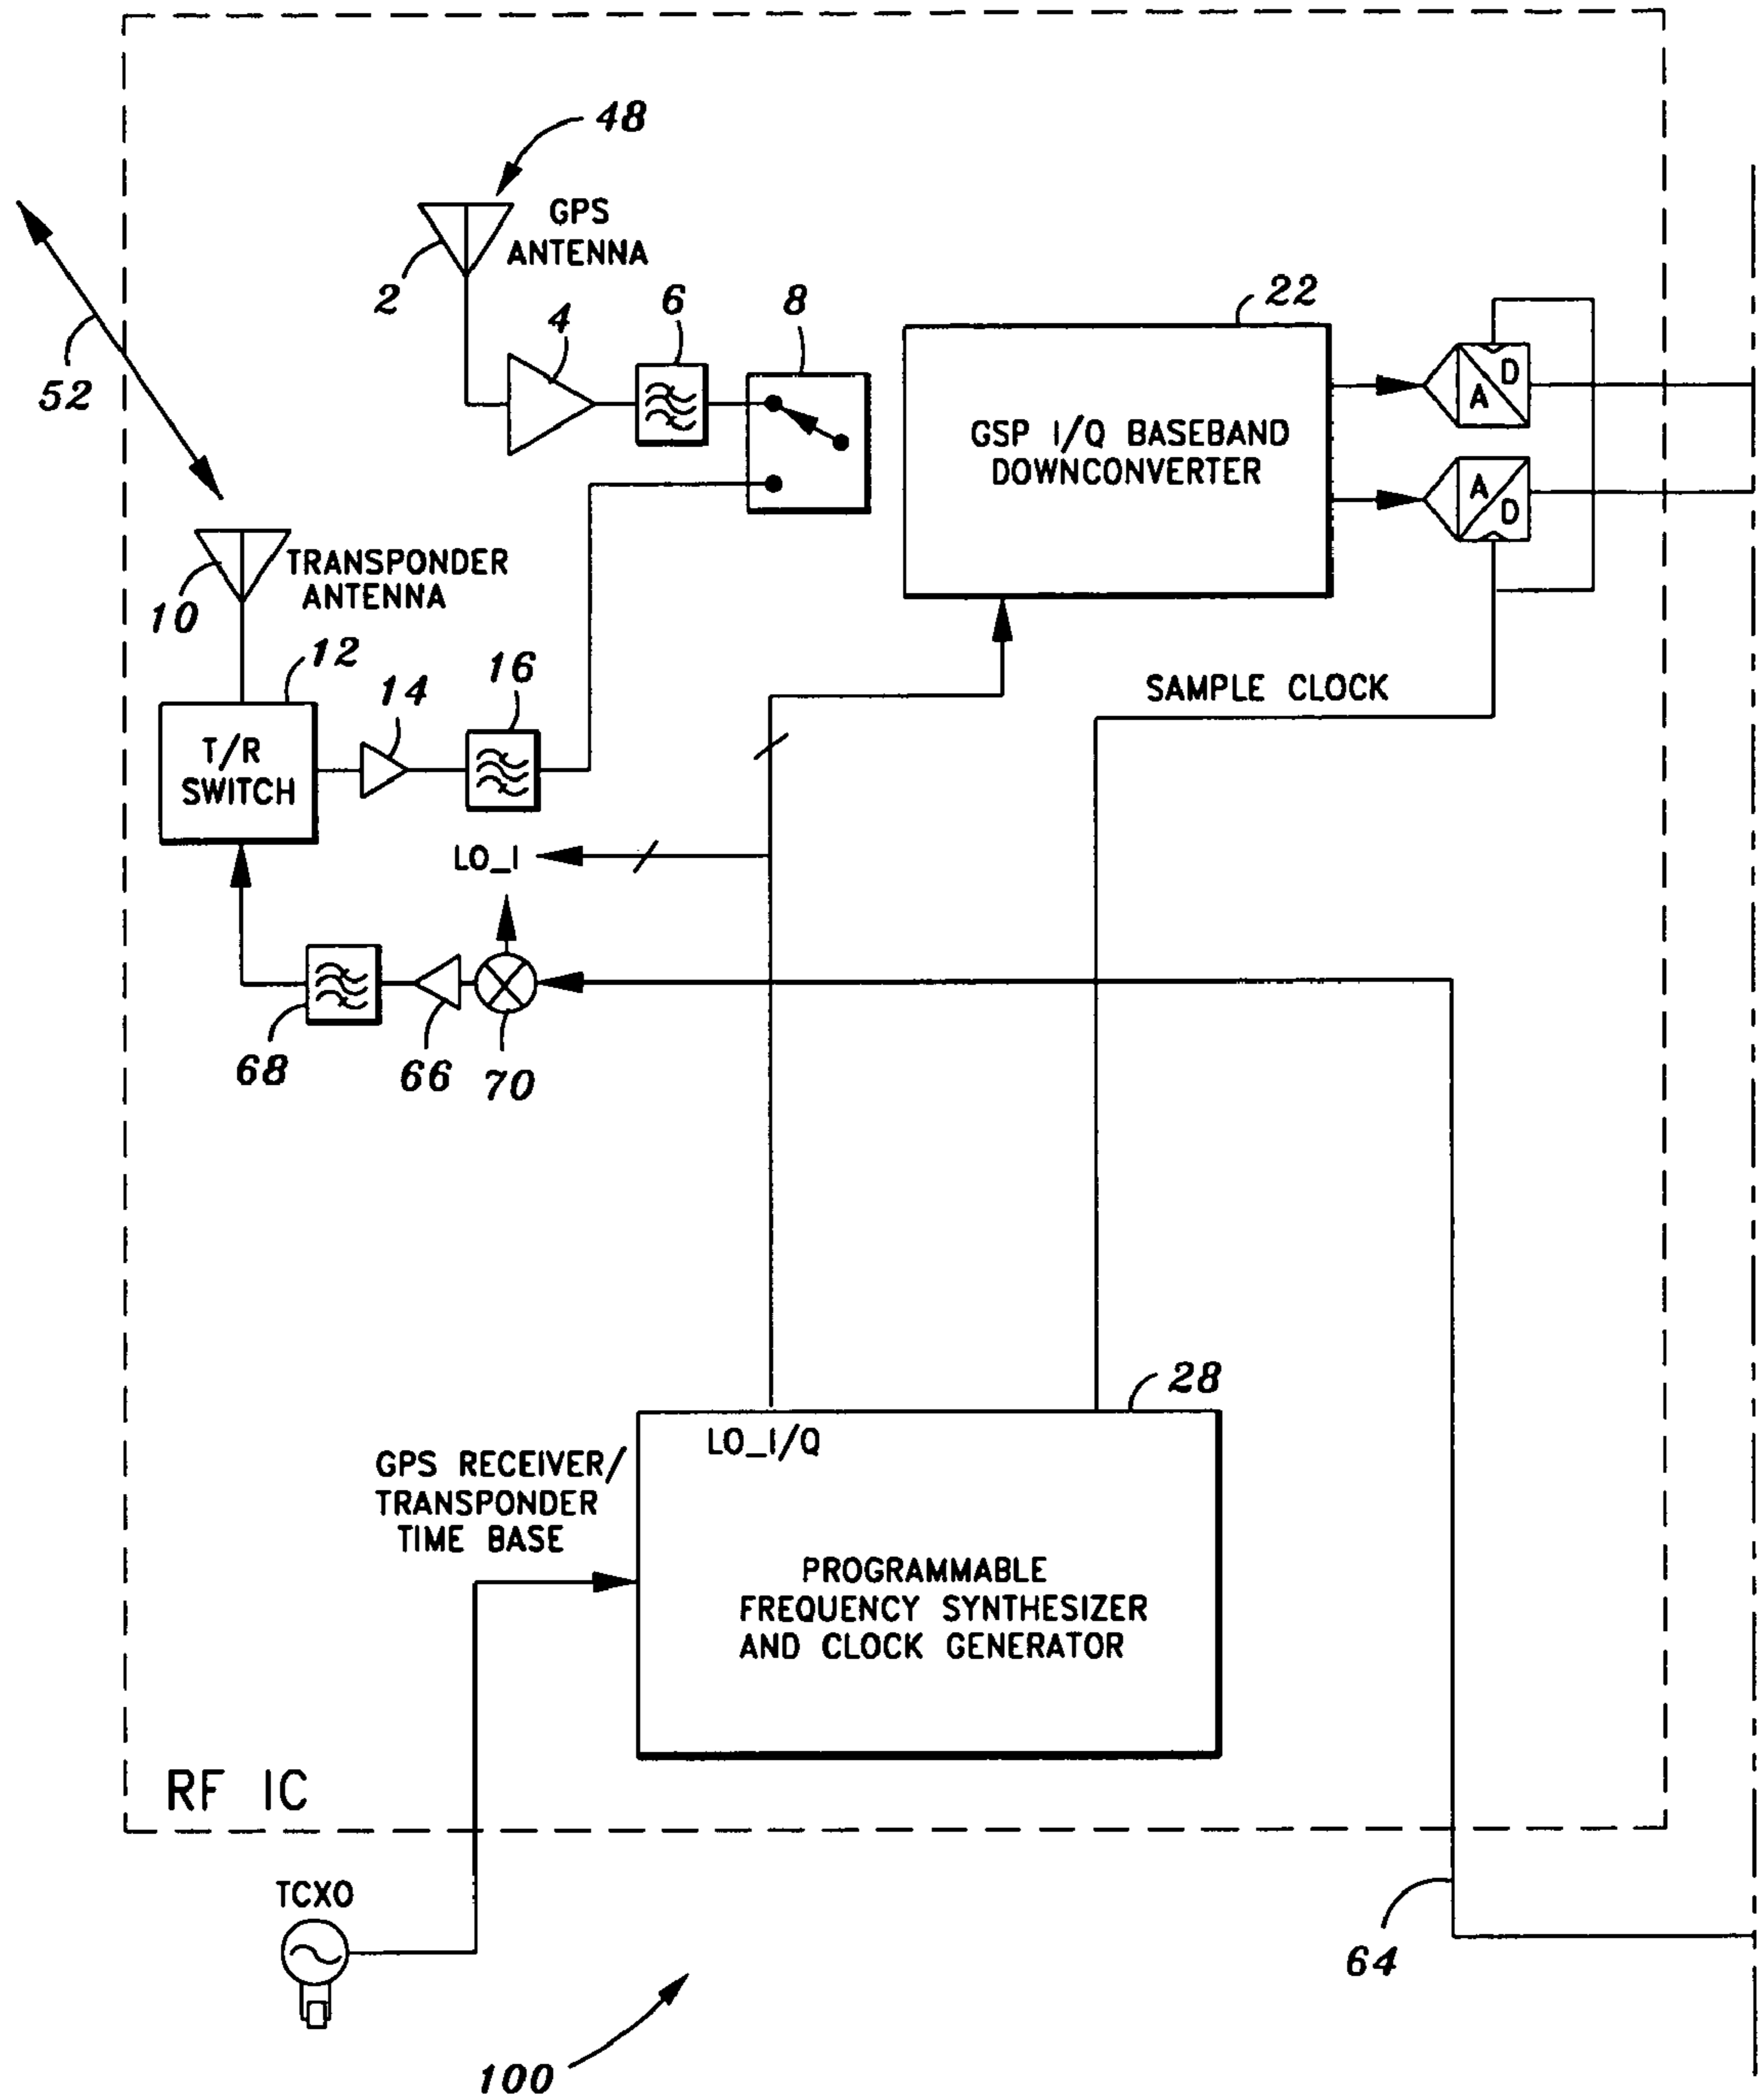 48
GPS
ANTENNA
2
4
6
8
22
52
GSP I/Q BASEBAND
DOWNCONVERTER
A
D
A
D
10
TRANSPONDER
ANTENNA
12
T/R
SWITCH
14
16
SAMPLE CLOCK
LO_I
68
66
70
28
LO_I/Q
GPS RECEIVER/
TRANSPONDER
TIME BASE
PROGRAMMABLE
FREQUENCY SYNTHESIZER
AND CLOCK GENERATOR
RF IC
TCXO
64
100